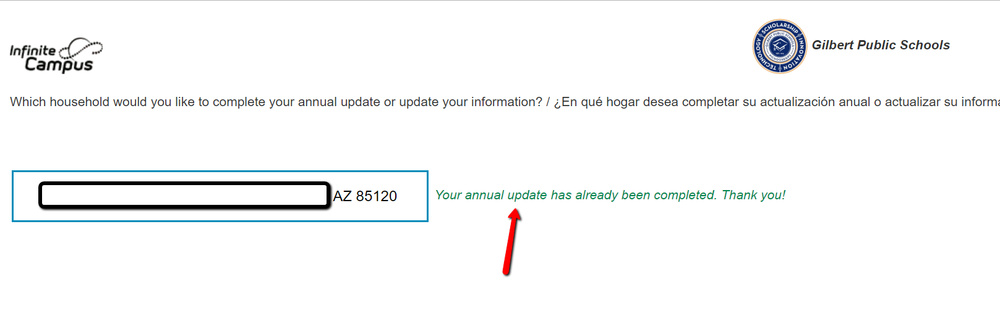 Infinite
Campus
SCHOLARSHIP
INNOVATION
TECHNOLOGY
GILBERT PUBLIC SCHOOLS
Gilbert Public Schools
Which household would you like to complete your annual update or update your information? / ¿En qué hogar desea completar su actualización anual o actualizar su informa
AZ 85120
Your annual update has already been completed. Thank you!